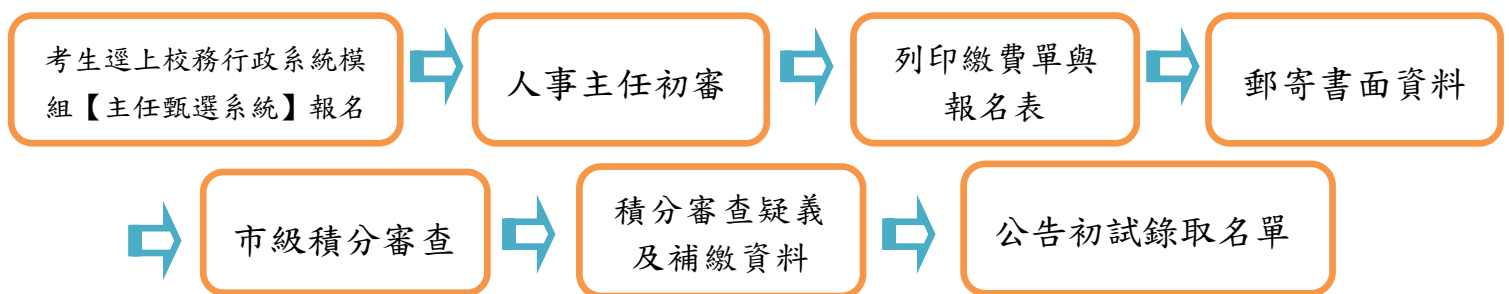 考生逕上校務行政系統模
組【主任甄選系統】報名
人事主任初審
列印繳費單與
報名表
郵寄書面資料
市級積分審查
積分審查疑義
及補繳資料
公告初試錄取名單